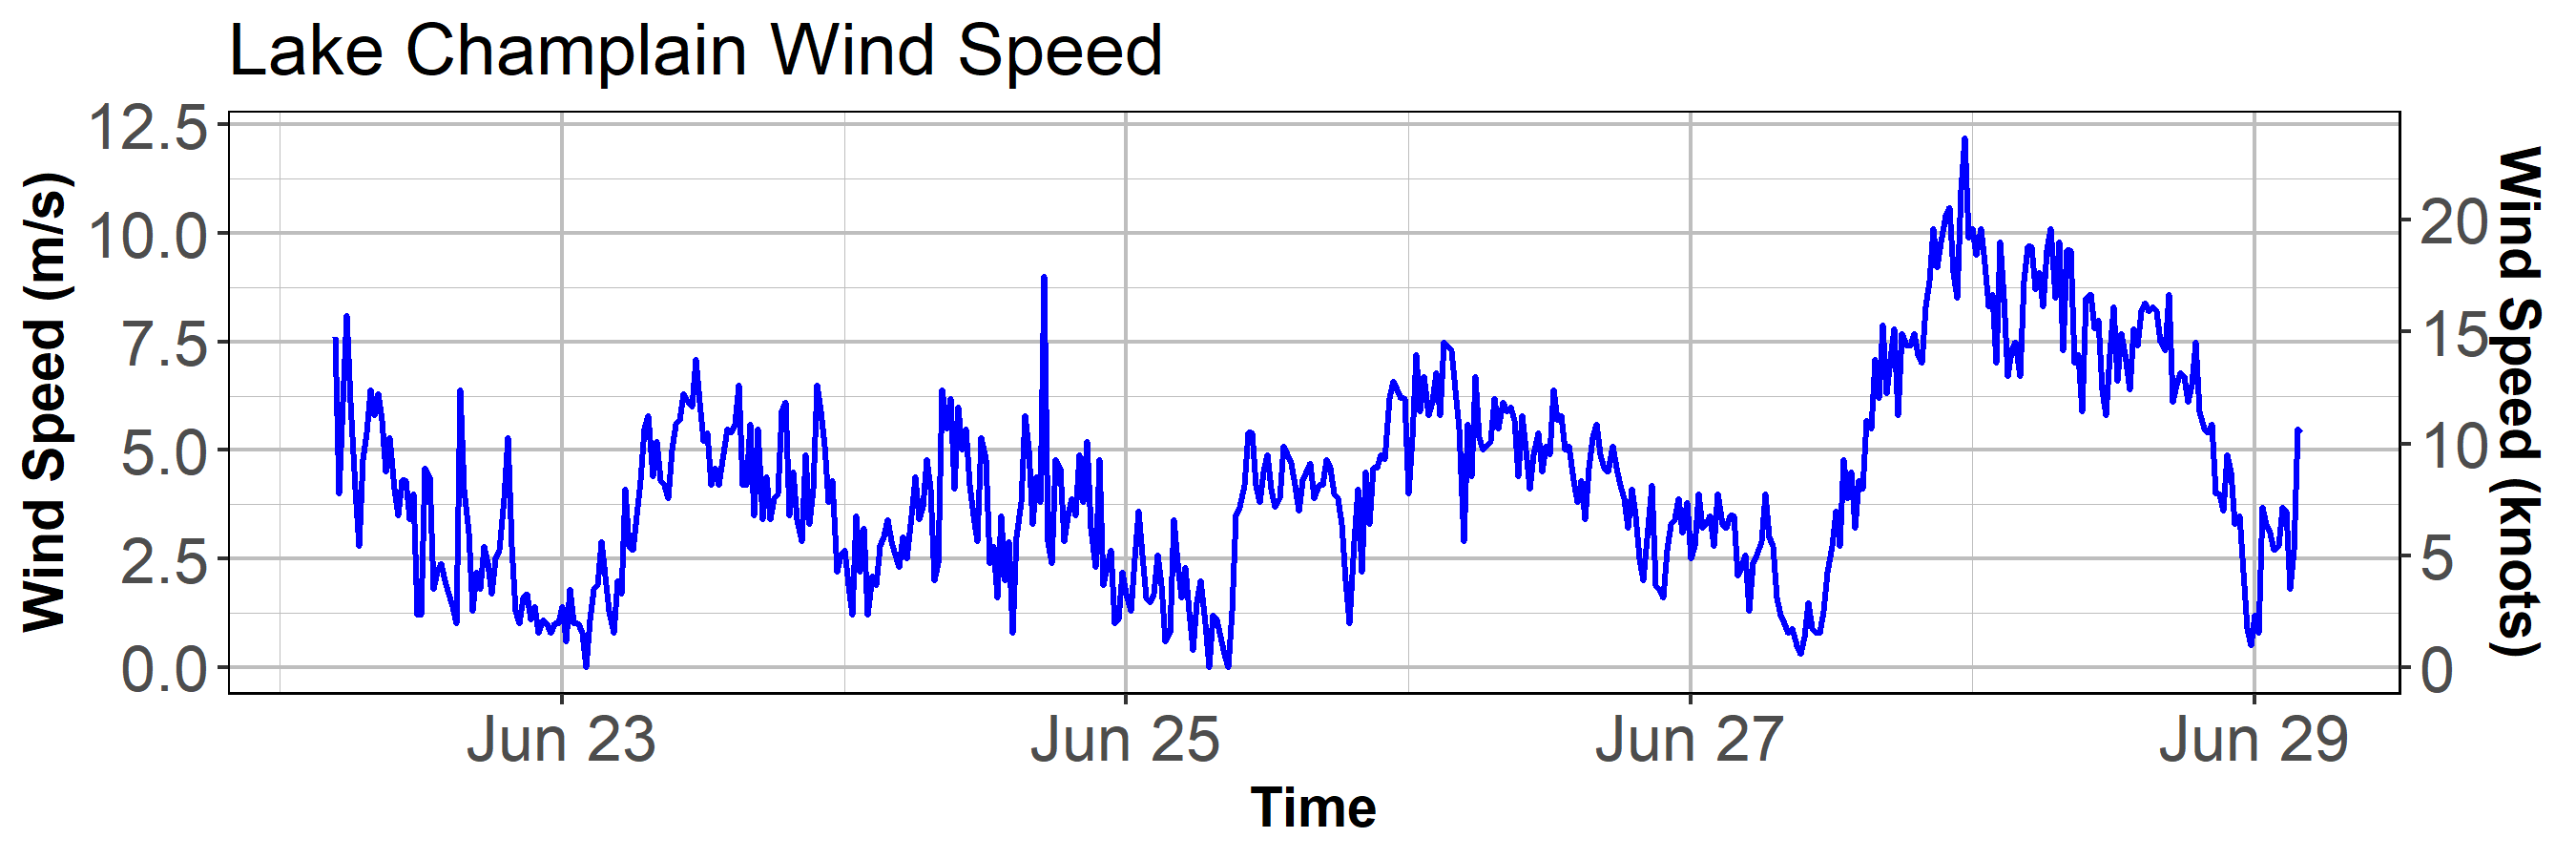 Lake Champlain Wind Speed
Wind Speed (m/s)
12.5
10.0
7.5
5.0
2.5
0.0
Wind Speed (knots)
20
15
10
5
0
Jun 23 Jun 25 Jun 27 Jun 29
Time